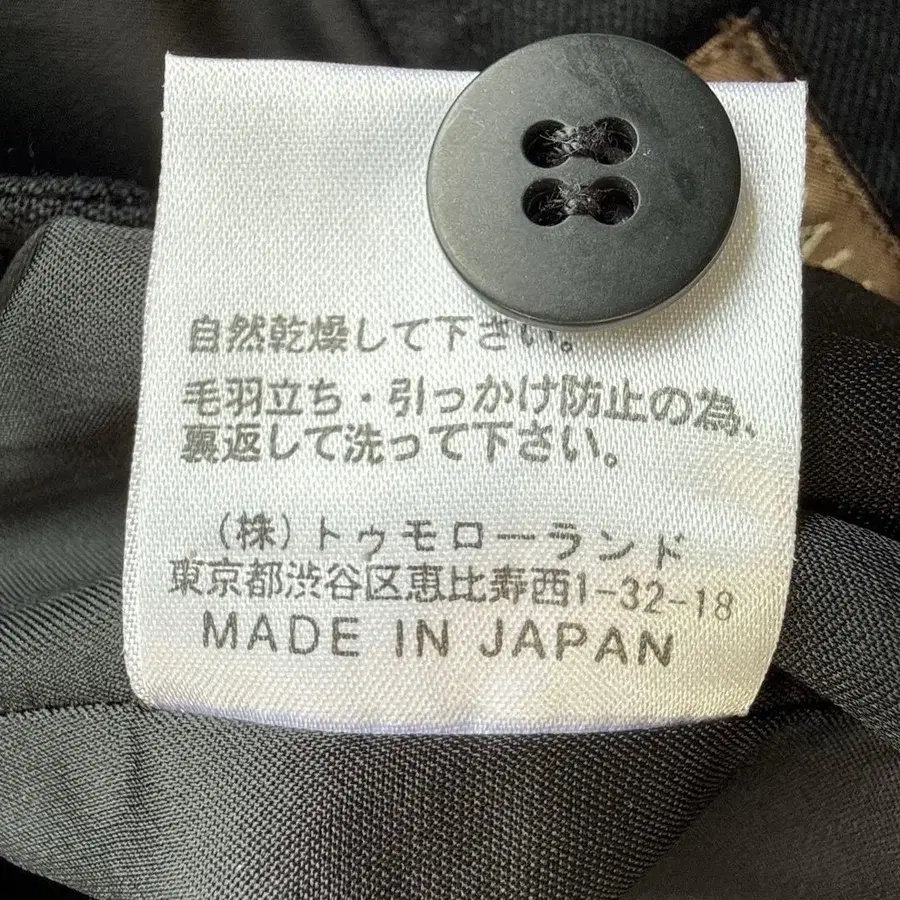 自然乾燥して下さい。
毛羽立ち・引っかけ防止の為、
裏返して洗って下さい。
(株)トゥモローランド
東京都渋谷区恵比寿西1-32-18
MADE IN JAPAN